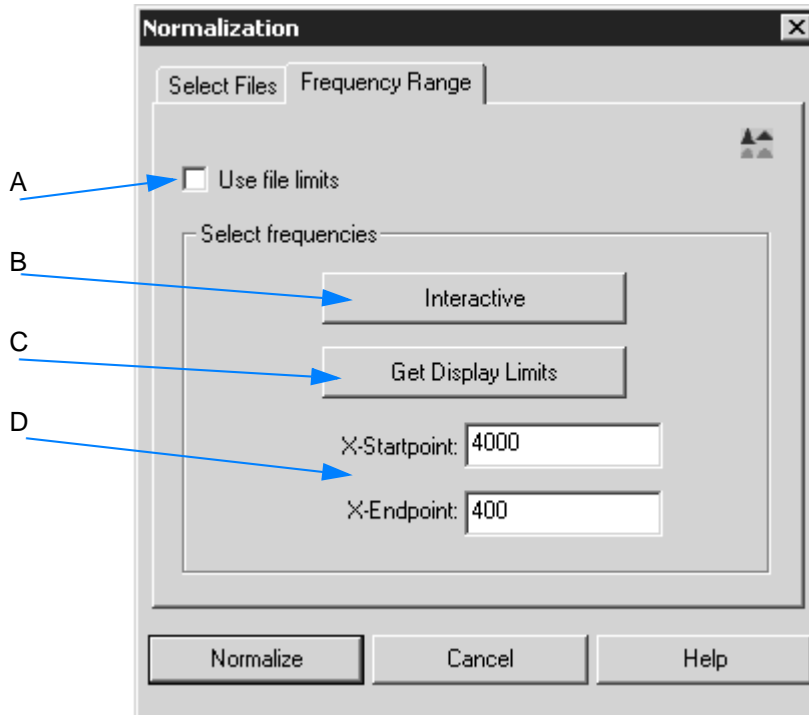 Normalization
Select Files Frequency Range
A
Use file limits
Select frequencies
B
Interactive
C
Get Display Limits
D
X-Startpoint: 4000
X-Endpoint: 400
Normalize Cancel Help